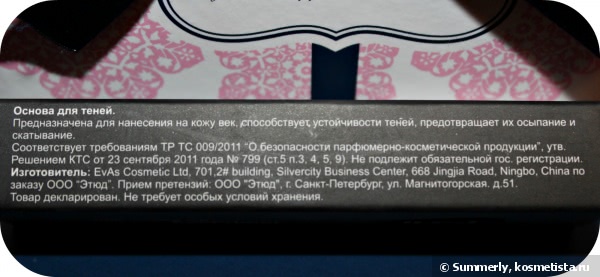 Основа для теней.
Предназначена для нанесения на кожу век, способствует устойчивости теней, предотвращает их осыпание и
скатывание.
Соответствует требованиям ТР ТС 009/2011 "О безопасности парфюмерно-косметической продукции", утв.
Решением КТС от 23 сентября 2011 года № 799 (ст.5 п.3, 4, 5, 9). Не подлежит обязательной гос. регистрации.
Изготовитель: EvAs Cosmetic Ltd, 701,2# building, Silvercity Business Center, 668 Jingjia Road, Ningbo, China по
заказу ООО "Этюд". Прием претензий: ООО "Этюд", г. Санкт-Петербург, ул. Магнитогорская. д.51.
Товар декларирован. Не требует особых условий хранения.
© Summerly, kosmetista.ru